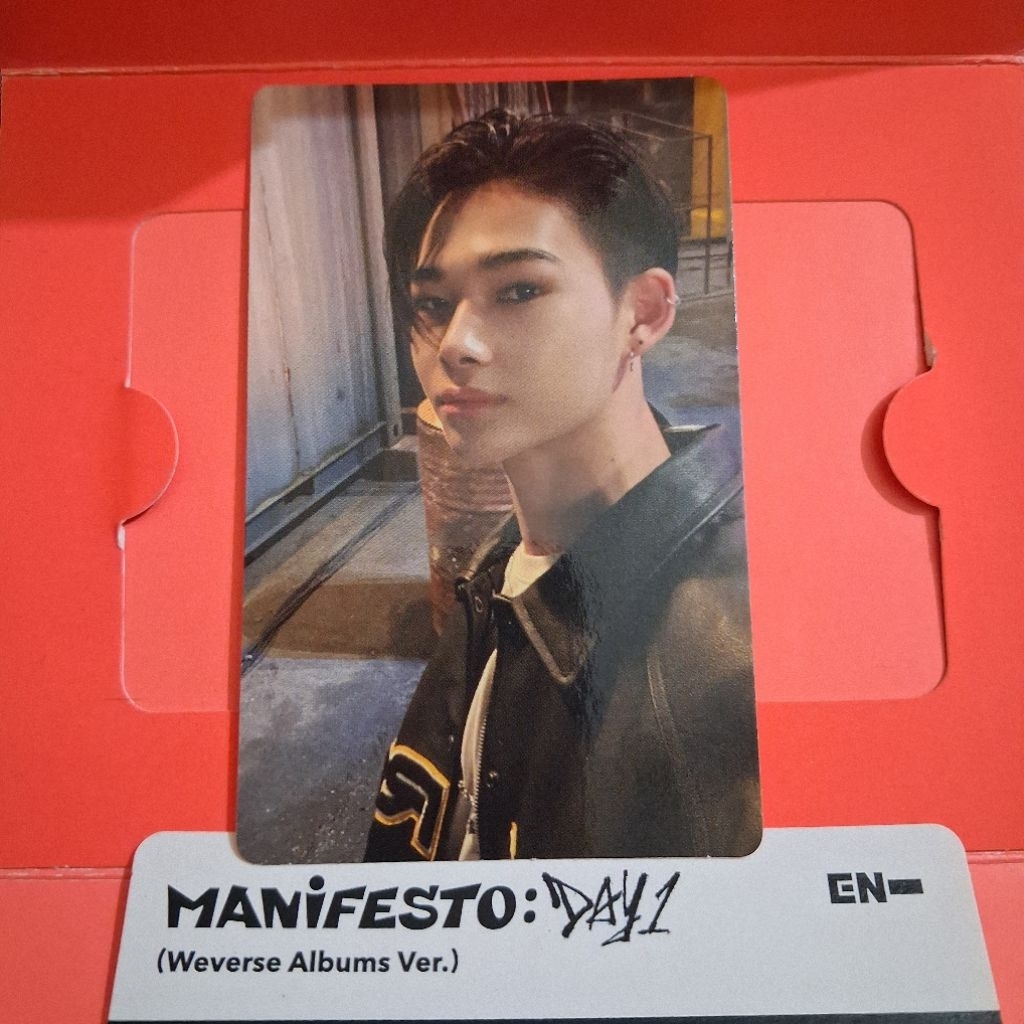 MANiFESTO: DAY1
EN-
(Weverse Albums Ver.)